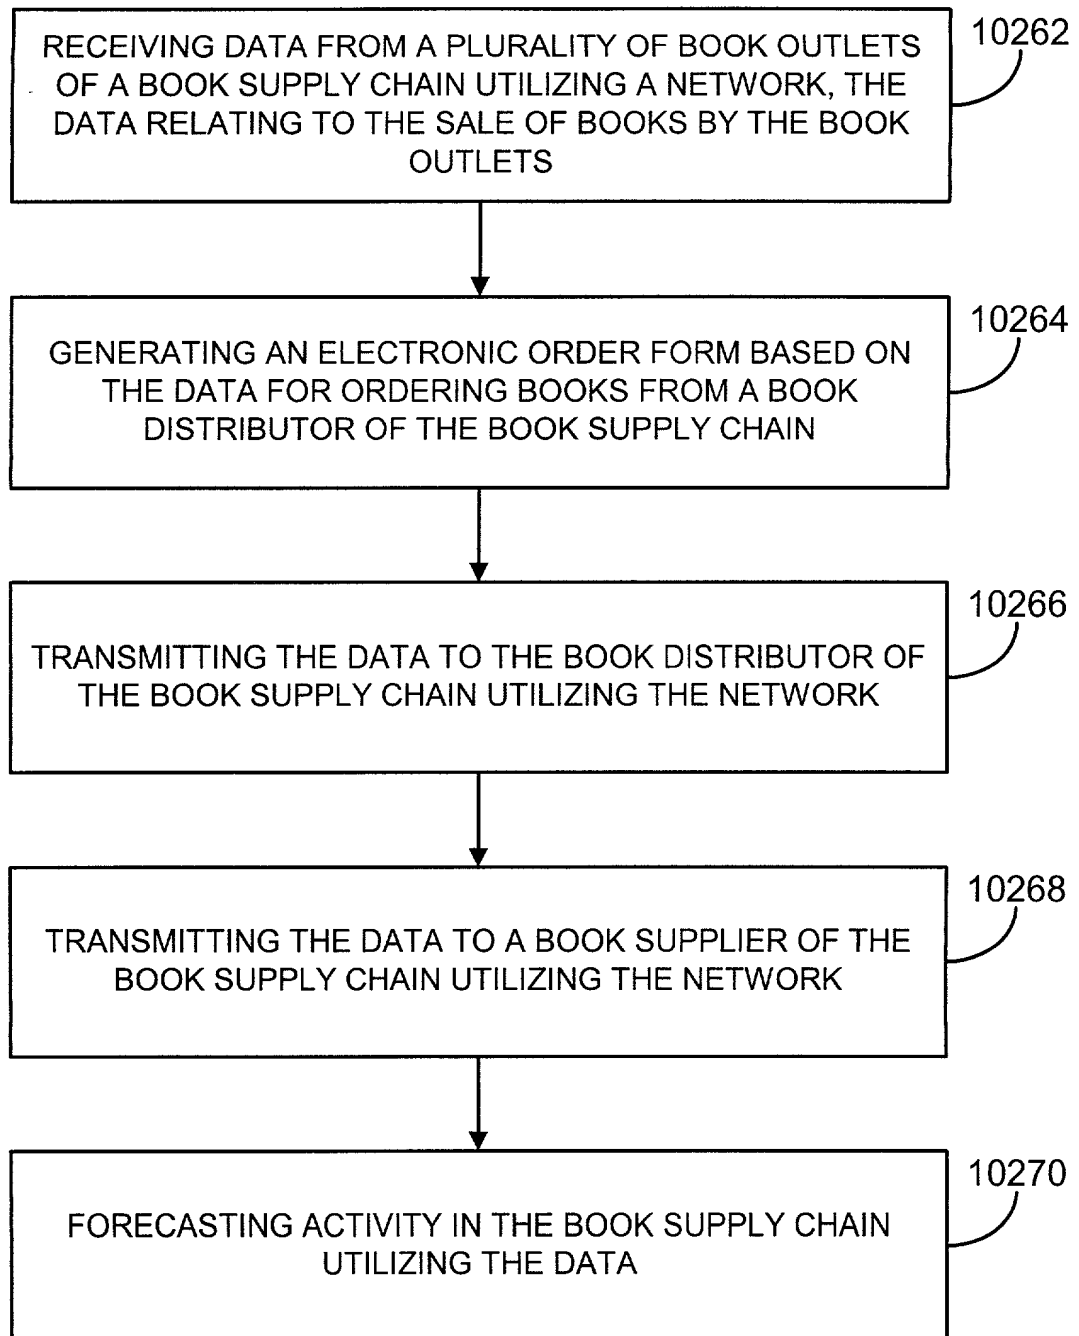 RECEIVING DATA FROM A PLURALITY OF BOOK OUTLETS
OF A BOOK SUPPLY CHAIN UTILIZING A NETWORK, THE
DATA RELATING TO THE SALE OF BOOKS BY THE BOOK
OUTLETS
10262
GENERATING AN ELECTRONIC ORDER FORM BASED ON
THE DATA FOR ORDERING BOOKS FROM A BOOK
DISTRIBUTOR OF THE BOOK SUPPLY CHAIN
10264
TRANSMITTING THE DATA TO THE BOOK DISTRIBUTOR OF
THE BOOK SUPPLY CHAIN UTILIZING THE NETWORK
10266
TRANSMITTING THE DATA TO A BOOK SUPPLIER OF THE
BOOK SUPPLY CHAIN UTILIZING THE NETWORK
10268
FORECASTING ACTIVITY IN THE BOOK SUPPLY CHAIN
UTILIZING THE DATA
10270